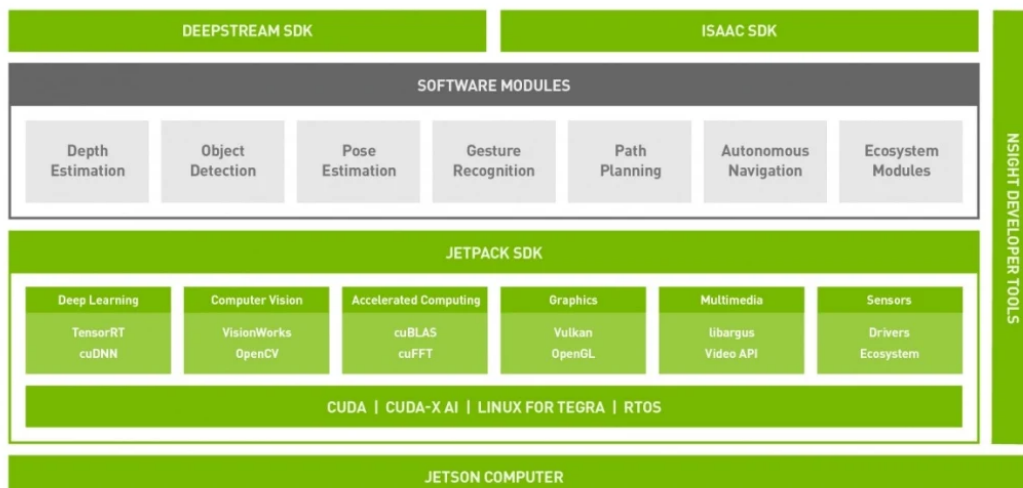 DEEPSTREAM SDK
ISAAC SDK
SOFTWARE MODULES
Depth
Estimation
Object
Detection
Pose
Estimation
Gesture
Recognition
Path
Planning
Autonomous
Navigation
Ecosystem
Modules
JETPACK SDK
Deep Learning
TensorRT
cuDNN
Computer Vision
VisionWorks
OpenCV
Accelerated Computing
cuBLAS
cuFFT
Graphics
Vulkan
OpenGL
Multimedia
libargus
Video API
Sensors
Drivers
Ecosystem
CUDA | CUDA-X AI | LINUX FOR TEGRA | RTOS
NSIGHT DEVELOPER TOOLS
JETSON COMPUTER